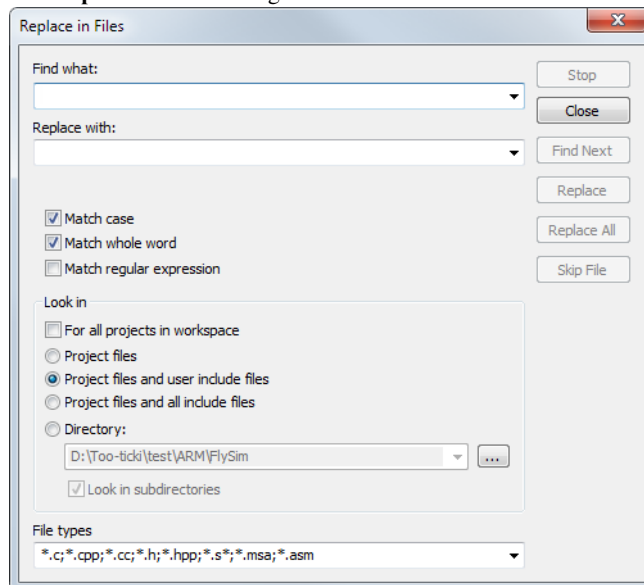 Replace in Files
Find what:
Stop
Close
Replace with:
Find Next
Replace
Match case
Replace All
Match whole word
Match regular expression
Skip File
Look in
For all projects in workspace
Project files
Project files and user include files
Project files and all include files
Directory:
D:\Too-ticki\test\ARM\FlySim
...
Look in subdirectories
File types
*.c;*.cpp;*.cc;*.h;*.hpp;*.s*;*.msa;*.asm